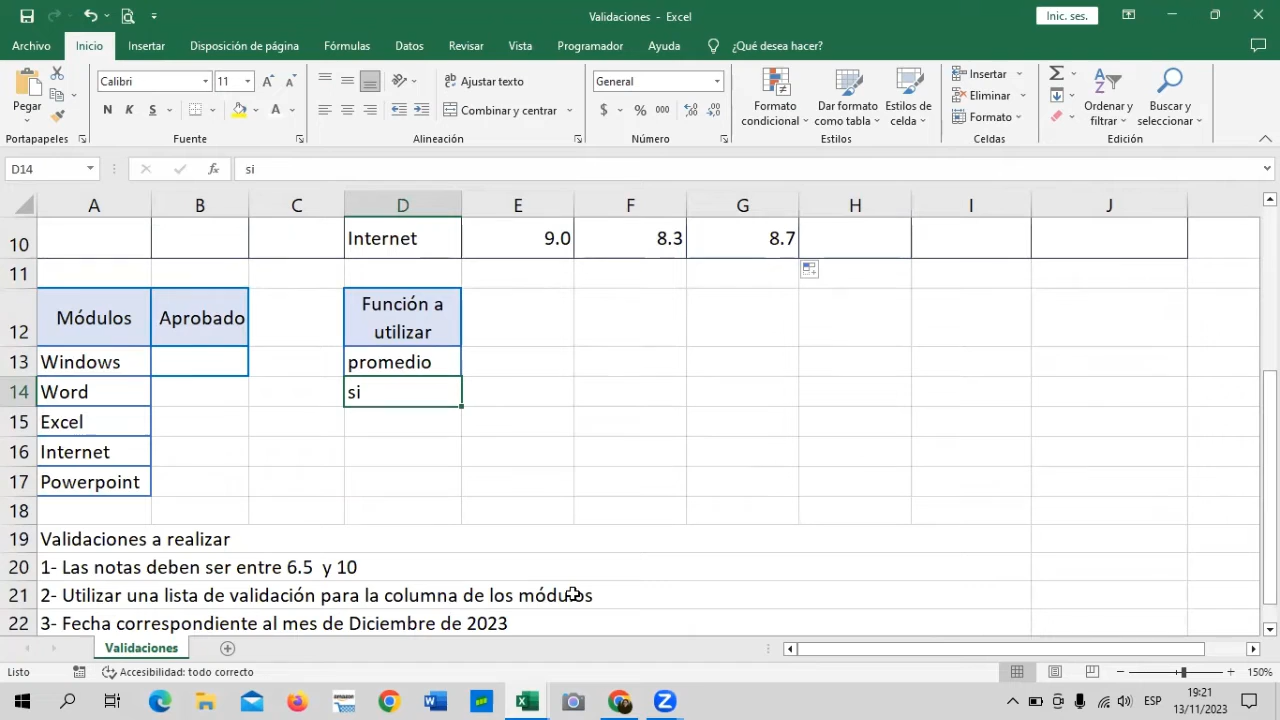 Validaciones - Excel
Inic. ses.
Archivo Inicio Insertar Disposición de página Fórmulas Datos Revisar Vista Programador Ayuda ¿Qué desea hacer?
Pegar
Calibri 11
N K S
Ajustar texto
Combinar y centrar
General
$ % 000
Formato condicional
Dar formato como tabla
Estilos de celda
Insertar
Eliminar
Formato
Ordenar y filtrar
Buscar y seleccionar
Portapapeles Fuente Alineación Número Estilos Celdas Edición
D14 fx si
A B C D E F G H I J
10 Internet 9.0 8.3 8.7
11
12 Módulos Aprobado Función a utilizar
13 Windows promedio
14 Word si
15 Excel
16 Internet
17 Powerpoint
18
19 Validaciones a realizar
20 1- Las notas deben ser entre 6.5 y 10
21 2- Utilizar una lista de validación para la columna de los módulos
22 3- Fecha correspondiente al mes de Diciembre de 2023
Validaciones
Listo Accesibilidad: todo correcto 150%
ESP 19:21
13/11/2023